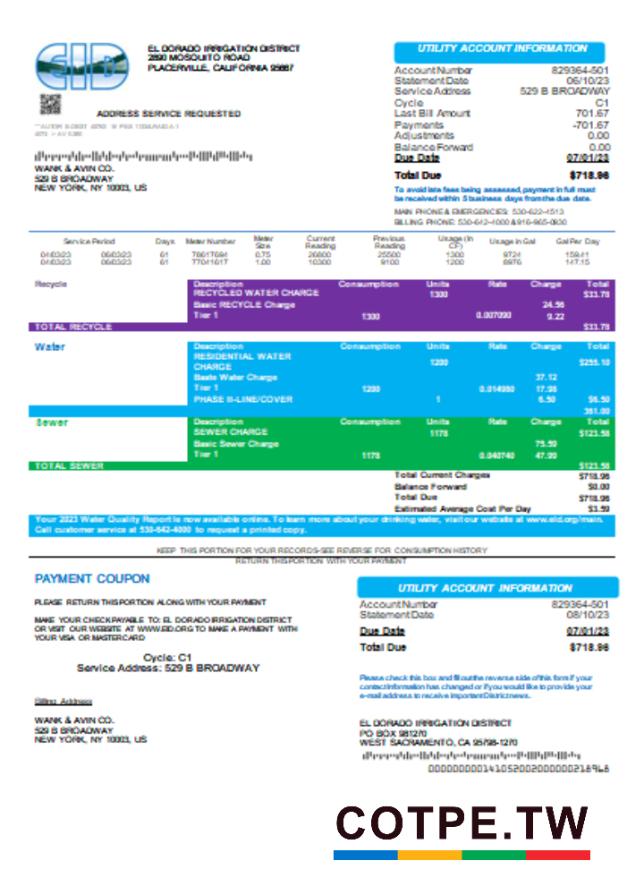 EID
EL DORADO IRRIGATION DISTRICT
2890 MOSQUITO ROAD
PLACERVILLE, CALIFORNIA 95667
ADDRESS SERVICE REQUESTED
WANK & AVIN CO.
529 B BROADWAY
NEW YORK, NY 10003, US
UTILITY ACCOUNT INFORMATION
Account Number 829364-501
Statement Date 06/10/23
Service Address 529 B BROADWAY
Cycle C1
Last Bill Amount 701.67
Payments -701.67
Adjustments 0.00
Balance Forward 0.00
Due Date 07/01/23
Total Due $718.96
To avoid late fees being assessed, payment in full must
be received within 5 business days from the due date.
MAIN PHONE & EMERGENCIES: 530-622-4513
BILLING PHONE: 530-642-4000 & 916-965-0930
Service Period Days Meter Number Meter Size Current Reading Previous Reading Usage (in CF) Usage in Gal Gal Per Day
04/03/23 06/03/23 61 0.75 26800 25500 1300 9724
04/03/23 06/03/23 61 77041617 1.00 10300 9100 1200 8976 147.15
Recycle Description Consumption Units Rate Charge Total
RECYCLED WATER CHARGE 1300 $33.78
Basic RECYCLE Charge 24.56
Tier 1 1300 0.007090 9.22
TOTAL RECYCLE $33.78
Water Description Consumption Units Rate Charge Total
RESIDENTIAL WATER
CHARGE 1200 $255.10
Basic Water Charge 37.12
Tier 1 1200 0.014980 17.98
PHASE II-LINE/COVER 1 6.50 $6.50
361.00
Sewer Description Consumption Units Rate Charge Total
SEWER CHARGE 1178 $123.58
Basic Sewer Charge 75.59
Tier 1 1178 0.040740 47.99
TOTAL SEWER $123.58
Total Current Charges $718.96
Balance Forward $0.00
Total Due $718.96
Estimated Average Cost Per Day $3.59
Your 2023 Water Quality Report is now available online. To learn more about your drinking water, visit our website at www.eid.org/main.
Call customer service at 530-642-4000 to request a printed copy.
KEEP THIS PORTION FOR YOUR RECORDS-SEE REVERSE FOR CONSUMPTION HISTORY
RETURN THIS PORTION WITH YOUR PAYMENT
PAYMENT COUPON
PLEASE RETURN THIS PORTION ALONG WITH YOUR PAYMENT
MAKE YOUR CHECK PAYABLE TO: EL DORADO IRRIGATION DISTRICT
OR VISIT OUR WEBSITE AT WWW.EID.ORG TO MAKE A PAYMENT WITH
YOUR VISA OR MASTERCARD
Cycle: C1
Service Address: 529 B BROADWAY
Billing Address
WANK & AVIN CO.
529 B BROADWAY
NEW YORK, NY 10003, US
UTILITY ACCOUNT INFORMATION
Account Number 829364-501
Statement Date 08/10/23
Due Date 07/01/23
Total Due $718.96
Please check this box and fill out the reverse side of this form if your
contact information has changed or if you would like to provide your
e-mail address to receive important District news.
EL DORADO IRRIGATION DISTRICT
PO BOX 981270
WEST SACRAMENTO, CA 95798-1270
COTPE.TW